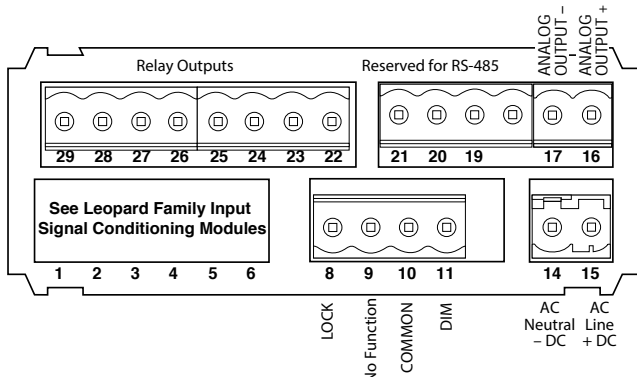 Relay Outputs
Reserved for RS-485
ANALOG
OUTPUT –
ANALOG
OUTPUT +
29 28 27 26 25 24 23 22
21 20 19
17 16
See Leopard Family Input
Signal Conditioning Modules
1 2 3 4 5 6
8 9 10 11
14 15
LOCK
No Function
COMMON
DIM
AC
Neutral
– DC
AC
Line
+ DC